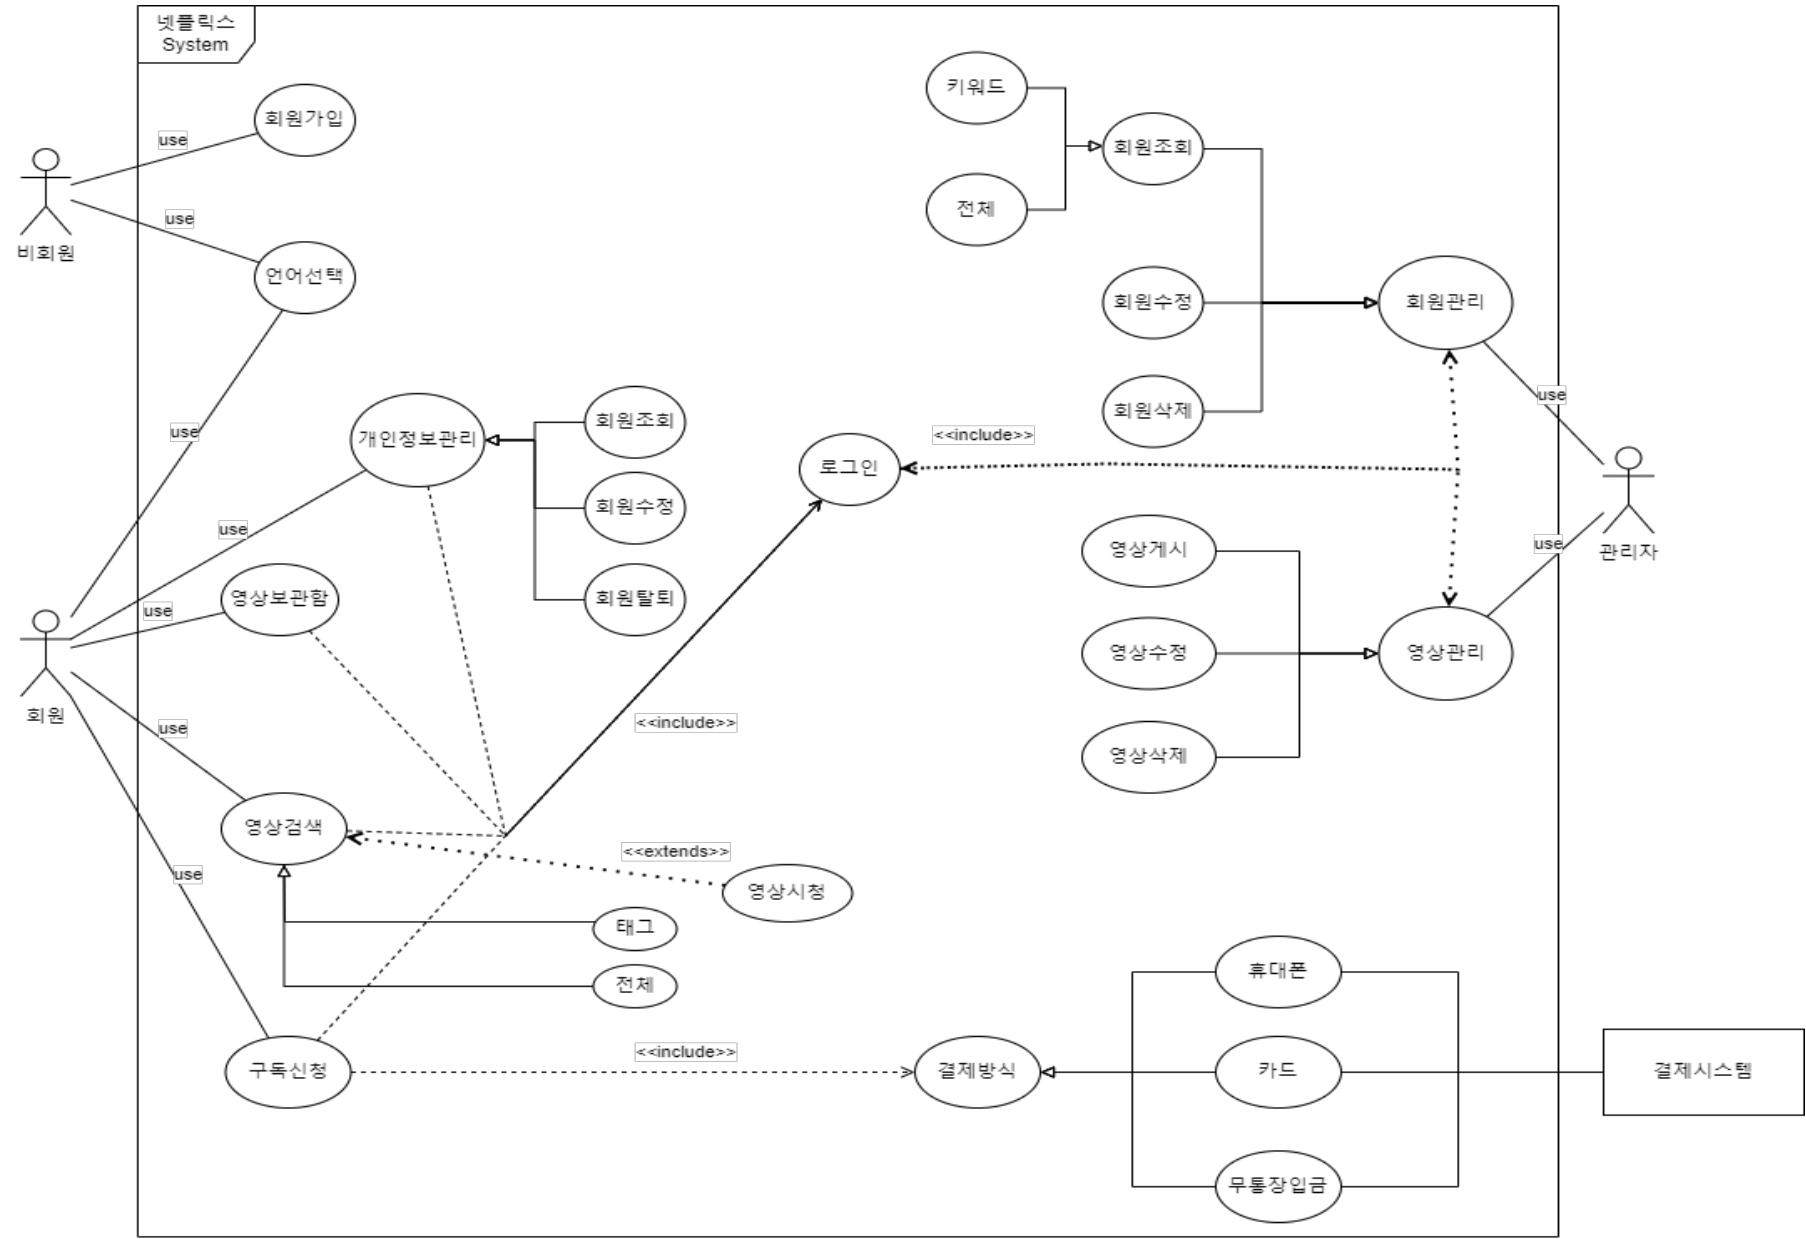 넷플릭스
System
회원가입
use
비회원
use
언어선택
use
개인정보관리
회원조회
회원수정
회원탈퇴
use
영상보관함
use
회원
use
영상검색
use
<<include>>
<<extends>>
영상시청
태그
전체
구독신청
<<include>>
로그인
<<include>>
키워드
전체
회원조회
회원수정
회원삭제
회원관리
use
관리자
use
영상게시
영상수정
영상삭제
영상관리
결제방식
휴대폰
카드
무통장입금
결제시스템